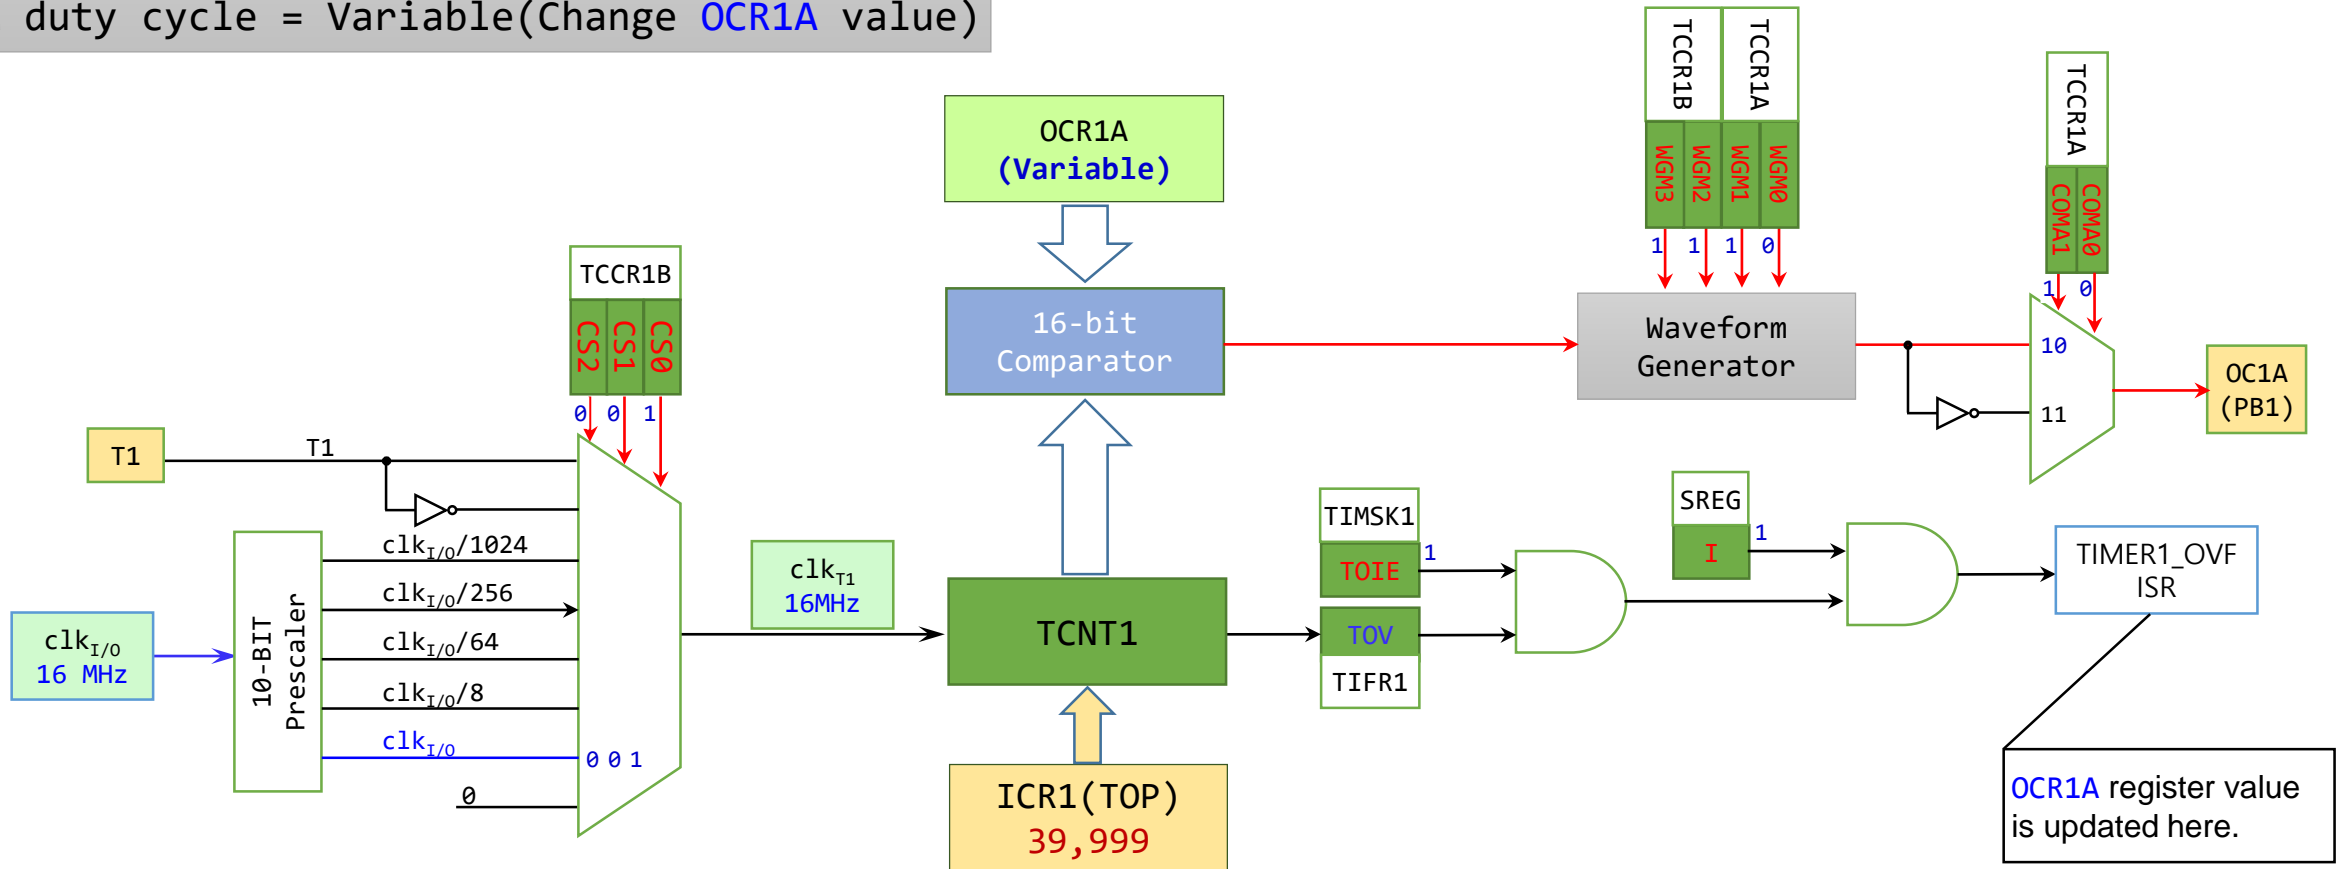 duty cycle = Variable(Change OCR1A value)
TCCR1B
TCCR1A
WGM3
WGM2
WGM1
WGM0
1
1
1
0
TCCR1A
COMA1
COMA0
1
0
OCR1A
(Variable)
16-bit
Comparator
Waveform
Generator
10
11
OC1A
(PB1)
TCCR1B
CS2
CS1
CS0
0
0
1
T1
T1
clkI/O/1024
clkI/O/256
clkI/O/64
clkI/O/8
clkI/O
0 0 1
0
clkI/O
16 MHz
10-BIT
Prescaler
clkT1
16MHz
TCNT1
ICR1(TOP)
39,999
TIMSK1
TOIE
1
TOV
TIFR1
SREG
I
1
TIMER1_OVF
ISR
OCR1A register value
is updated here.